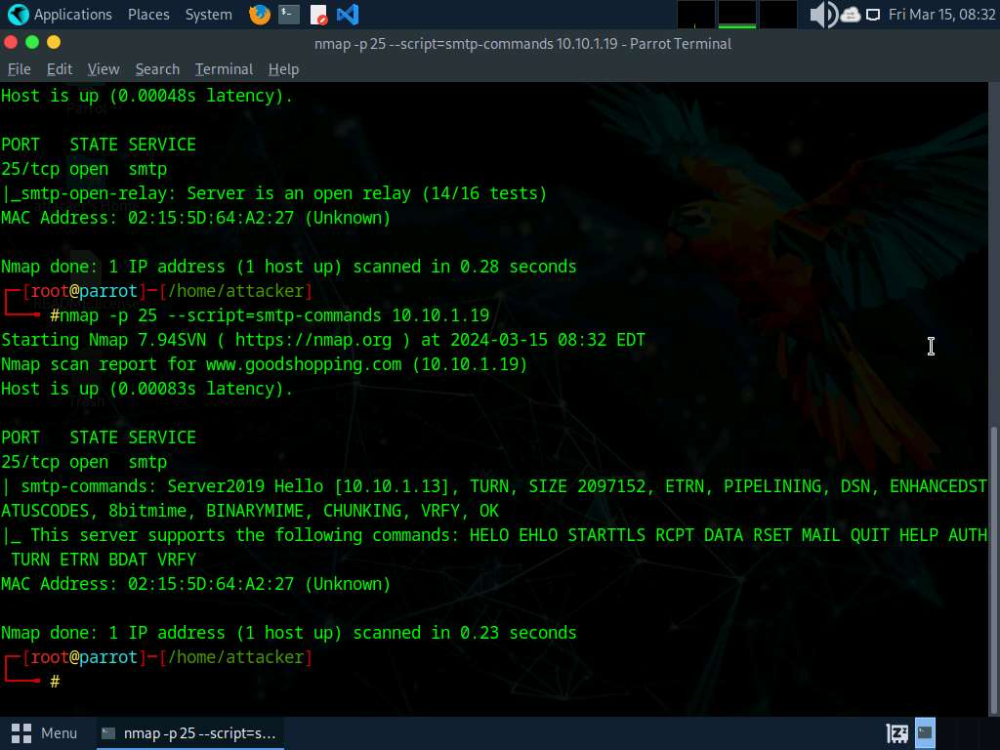 Applications Places System Fri Mar 15, 08:32
nmap -p 25 --script=smtp-commands 10.10.1.19 - Parrot Terminal
File Edit View Search Terminal Help
Host is up (0.00048s latency).
PORT STATE SERVICE
25/tcp open smtp
|_smtp-open-relay: Server is an open relay (14/16 tests)
MAC Address: 02:15:5D:64:A2:27 (Unknown)
Nmap done: 1 IP address (1 host up) scanned in 0.28 seconds
┌─[root@parrot]─[/home/attacker]
└──╼ #nmap -p 25 --script=smtp-commands 10.10.1.19
Starting Nmap 7.94SVN ( https://nmap.org ) at 2024-03-15 08:32 EDT
Nmap scan report for www.goodshopping.com (10.10.1.19)
Host is up (0.00083s latency).
Trash
PORT STATE SERVICE
25/tcp open smtp
| smtp-commands: Server2019 Hello [10.10.1.13], TURN, SIZE 2097152, ETRN, PIPELINING, DSN, ENHANCEDST
ATUSCODES, 8bitmime, BINARYMIME, CHUNKING, VRFY, OK
|_ This server supports the following commands: HELO EHLO STARTTLS RCPT DATA RSET MAIL QUIT HELP AUTH
TURN ETRN BDAT VRFY
MAC Address: 02:15:5D:64:A2:27 (Unknown)
Nmap done: 1 IP address (1 host up) scanned in 0.23 seconds
┌─[root@parrot]─[/home/attacker]
└──╼ #
Menu nmap -p 25 --script=s...